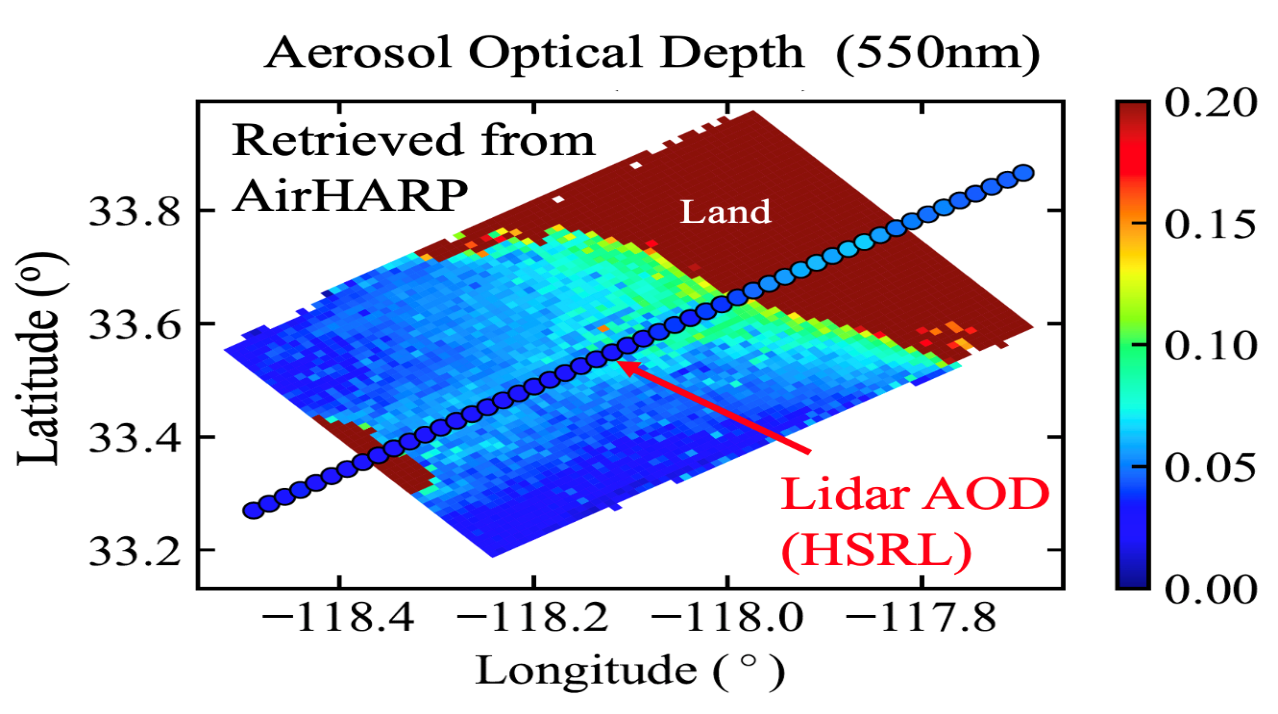 Aerosol Optical Depth (550nm)
Retrieved from
AirHARP
Land
Lidar AOD
(HSRL)
Latitude (º)
33.8
33.6
33.4
33.2
−118.4
−118.2
−118.0
−117.8
Longitude ( ° )
0.20
0.15
0.10
0.05
0.00